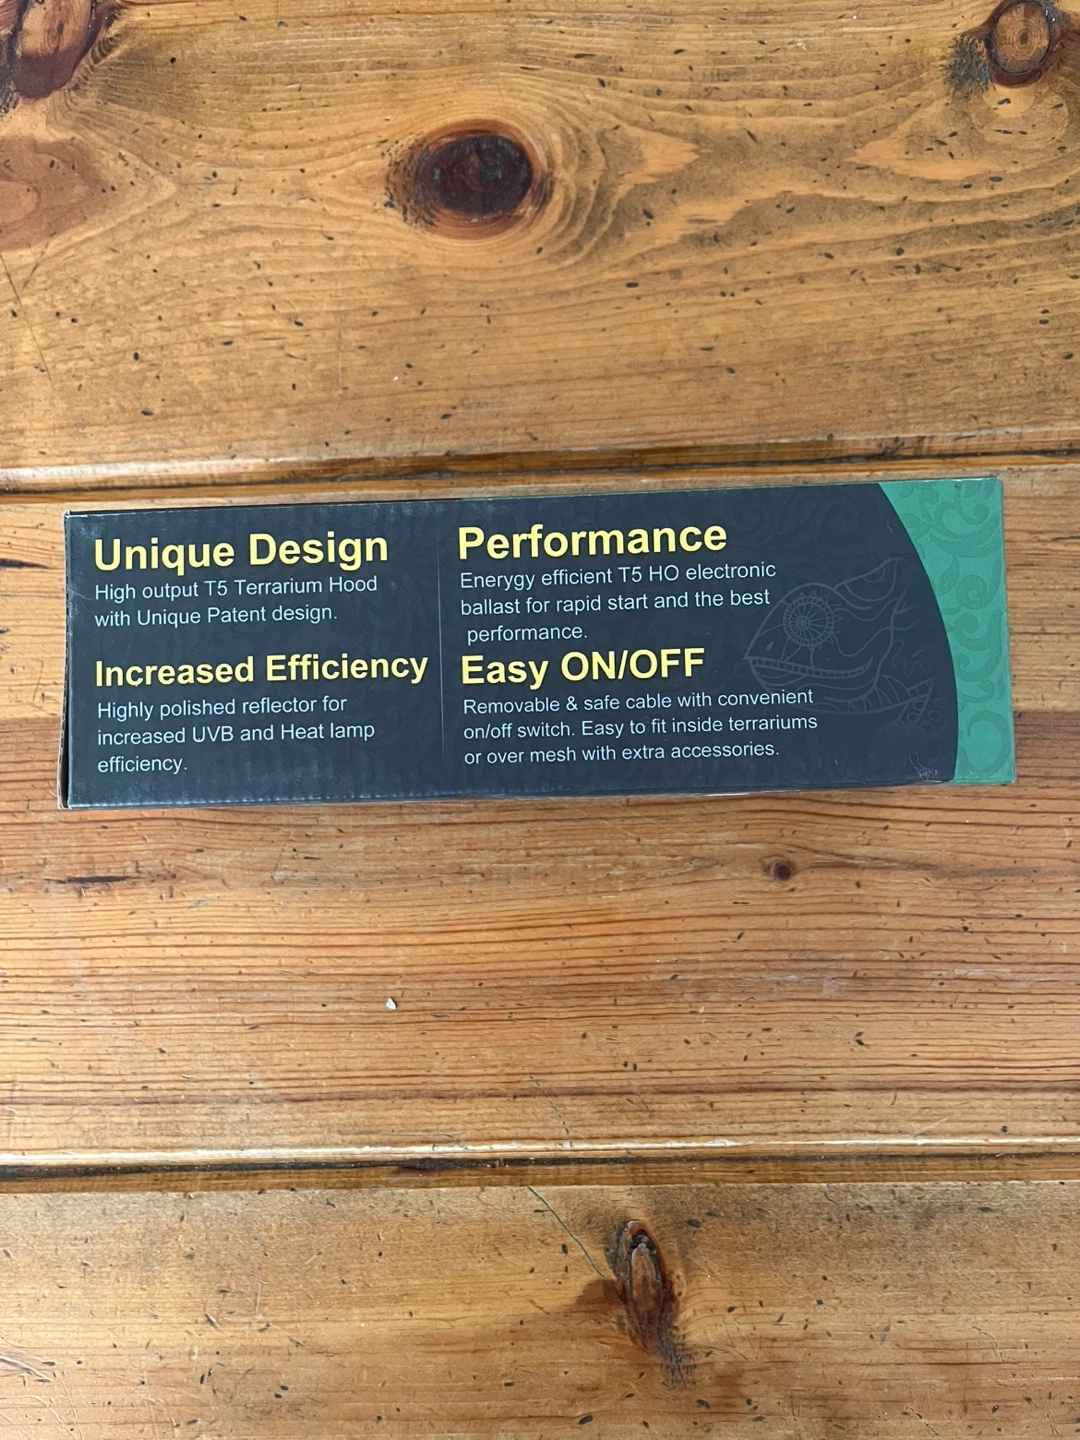 Unique Design
High output T5 Terrarium Hood
with Unique Patent design.
Increased Efficiency
Highly polished reflector for
increased UVB and Heat lamp
efficiency.
Performance
Enerygy efficient T5 HO electronic
ballast for rapid start and the best
performance.
Easy ON/OFF
Removable & safe cable with convenient
on/off switch. Easy to fit inside terrariums
or over mesh with extra accessories.